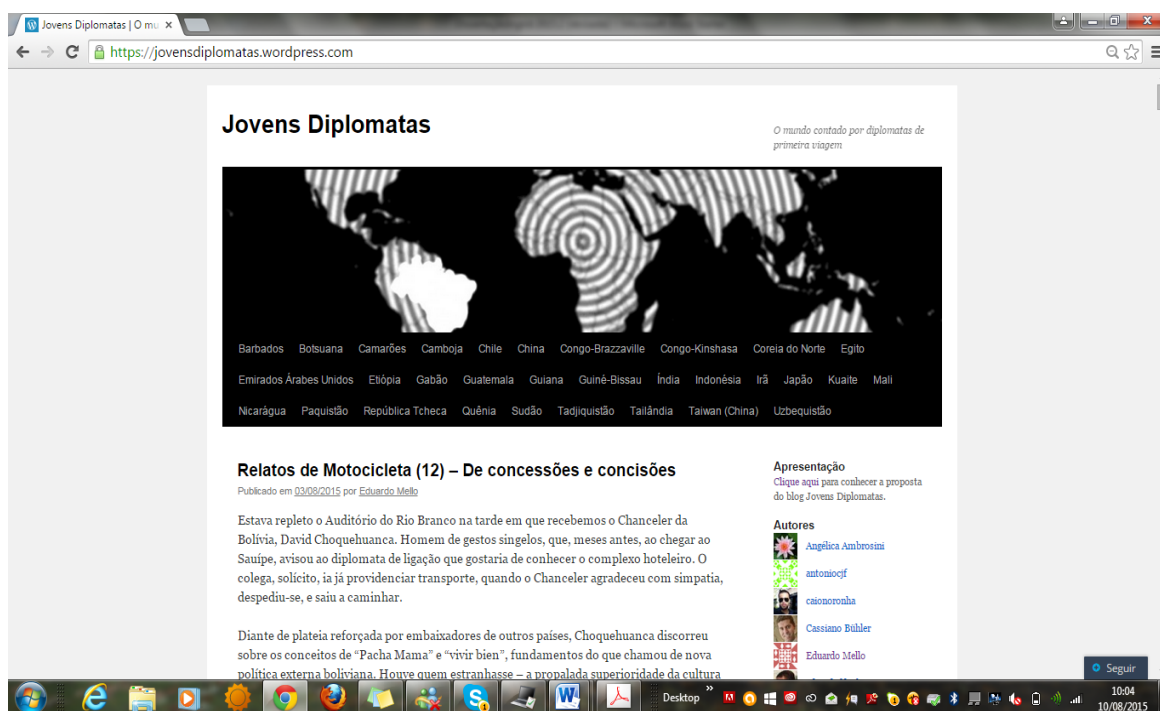 Jovens Diplomatas | O mu
https://jovensdiplomatas.wordpress.com
Jovens Diplomatas
O mundo contado por diplomatas de
primeira viagem
Barbados Botsuana Camarões Camboja Chile China Congo-Brazzaville Congo-Kinshasa Coreia do Norte Egito
Emirados Árabes Unidos Etiópia Gabão Guatemala Guiana Guiné-Bissau Índia Indonésia Irã Japão Kuaite Mali
Nicarágua Paquistão República Tcheca Quênia Sudão Tadjiquistão Tailândia Taiwan (China) Uzbequistão
Relatos de Motocicleta (12) – De concessões e concisões
Publicado em 03/08/2015 por Eduardo Mello
Estava repleto o Auditório do Rio Branco na tarde em que recebemos o Chanceler da
Bolívia, David Choquehuanca. Homem de gestos singelos, que, meses antes, ao chegar ao
Sauípe, avisou ao diplomata de ligação que gostaria de conhecer o complexo hoteleiro. O
colega, solícito, ia já providenciar transporte, quando o Chanceler agradeceu com simpatia,
despediu-se, e saiu a caminhar.
Diante de plateia reforçada por embaixadores de outros países, Choquehuanca discorreu
sobre os conceitos de “Pacha Mama” e “vivir bien”, fundamentos do que chamou de nova
política externa boliviana. Houve quem estranhasse – a propalada superioridade da cultura
Apresentação
Clique aqui para conhecer a proposta
do blog Jovens Diplomatas.
Autores
Angélica Ambrosini
antoniocjf
caionoronha
Cassiano Bühler
Eduardo Mello
Seguir
Desktop
10:04
10/08/2015